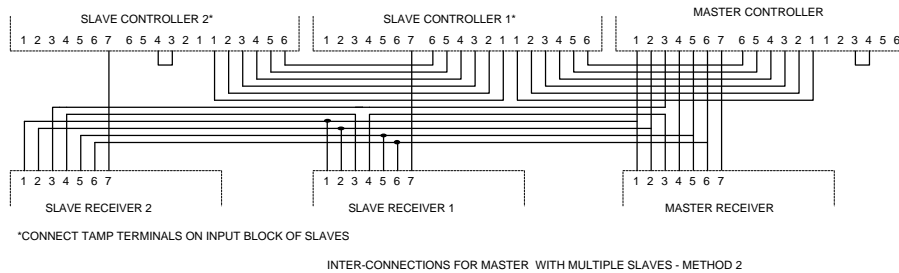 SLAVE CONTROLLER 2* SLAVE CONTROLLER 1* MASTER CONTROLLER
1 2 3 4 5 6 7 6 5 4 3 2 1 1 2 3 4 5 6 1 2 3 4 5 6 7 6 5 4 3 2 1 1 2 3 4 5 6 1 2 3 4 5 6 7 6 5 4 3 2 1 1 2 3 4 5 6
1 2 3 4 5 6 7 1 2 3 4 5 6 7 1 2 3 4 5 6 7
SLAVE RECEIVER 2 SLAVE RECEIVER 1 MASTER RECEIVER
*CONNECT TAMP TERMINALS ON INPUT BLOCK OF SLAVES
INTER-CONNECTIONS FOR MASTER WITH MULTIPLE SLAVES - METHOD 2